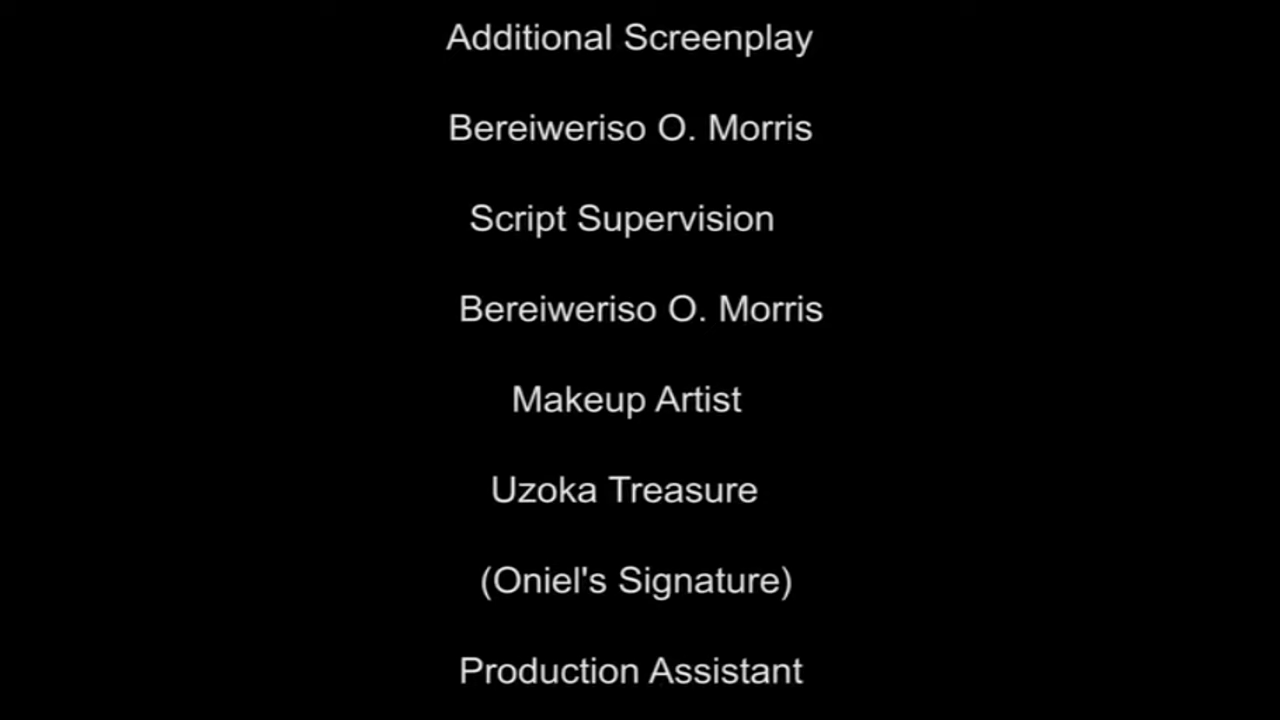 Additional Screenplay
Bereiweriso O. Morris
Script Supervision
Bereiweriso O. Morris
Makeup Artist
Uzoka Treasure
(Oniel's Signature)
Production Assistant